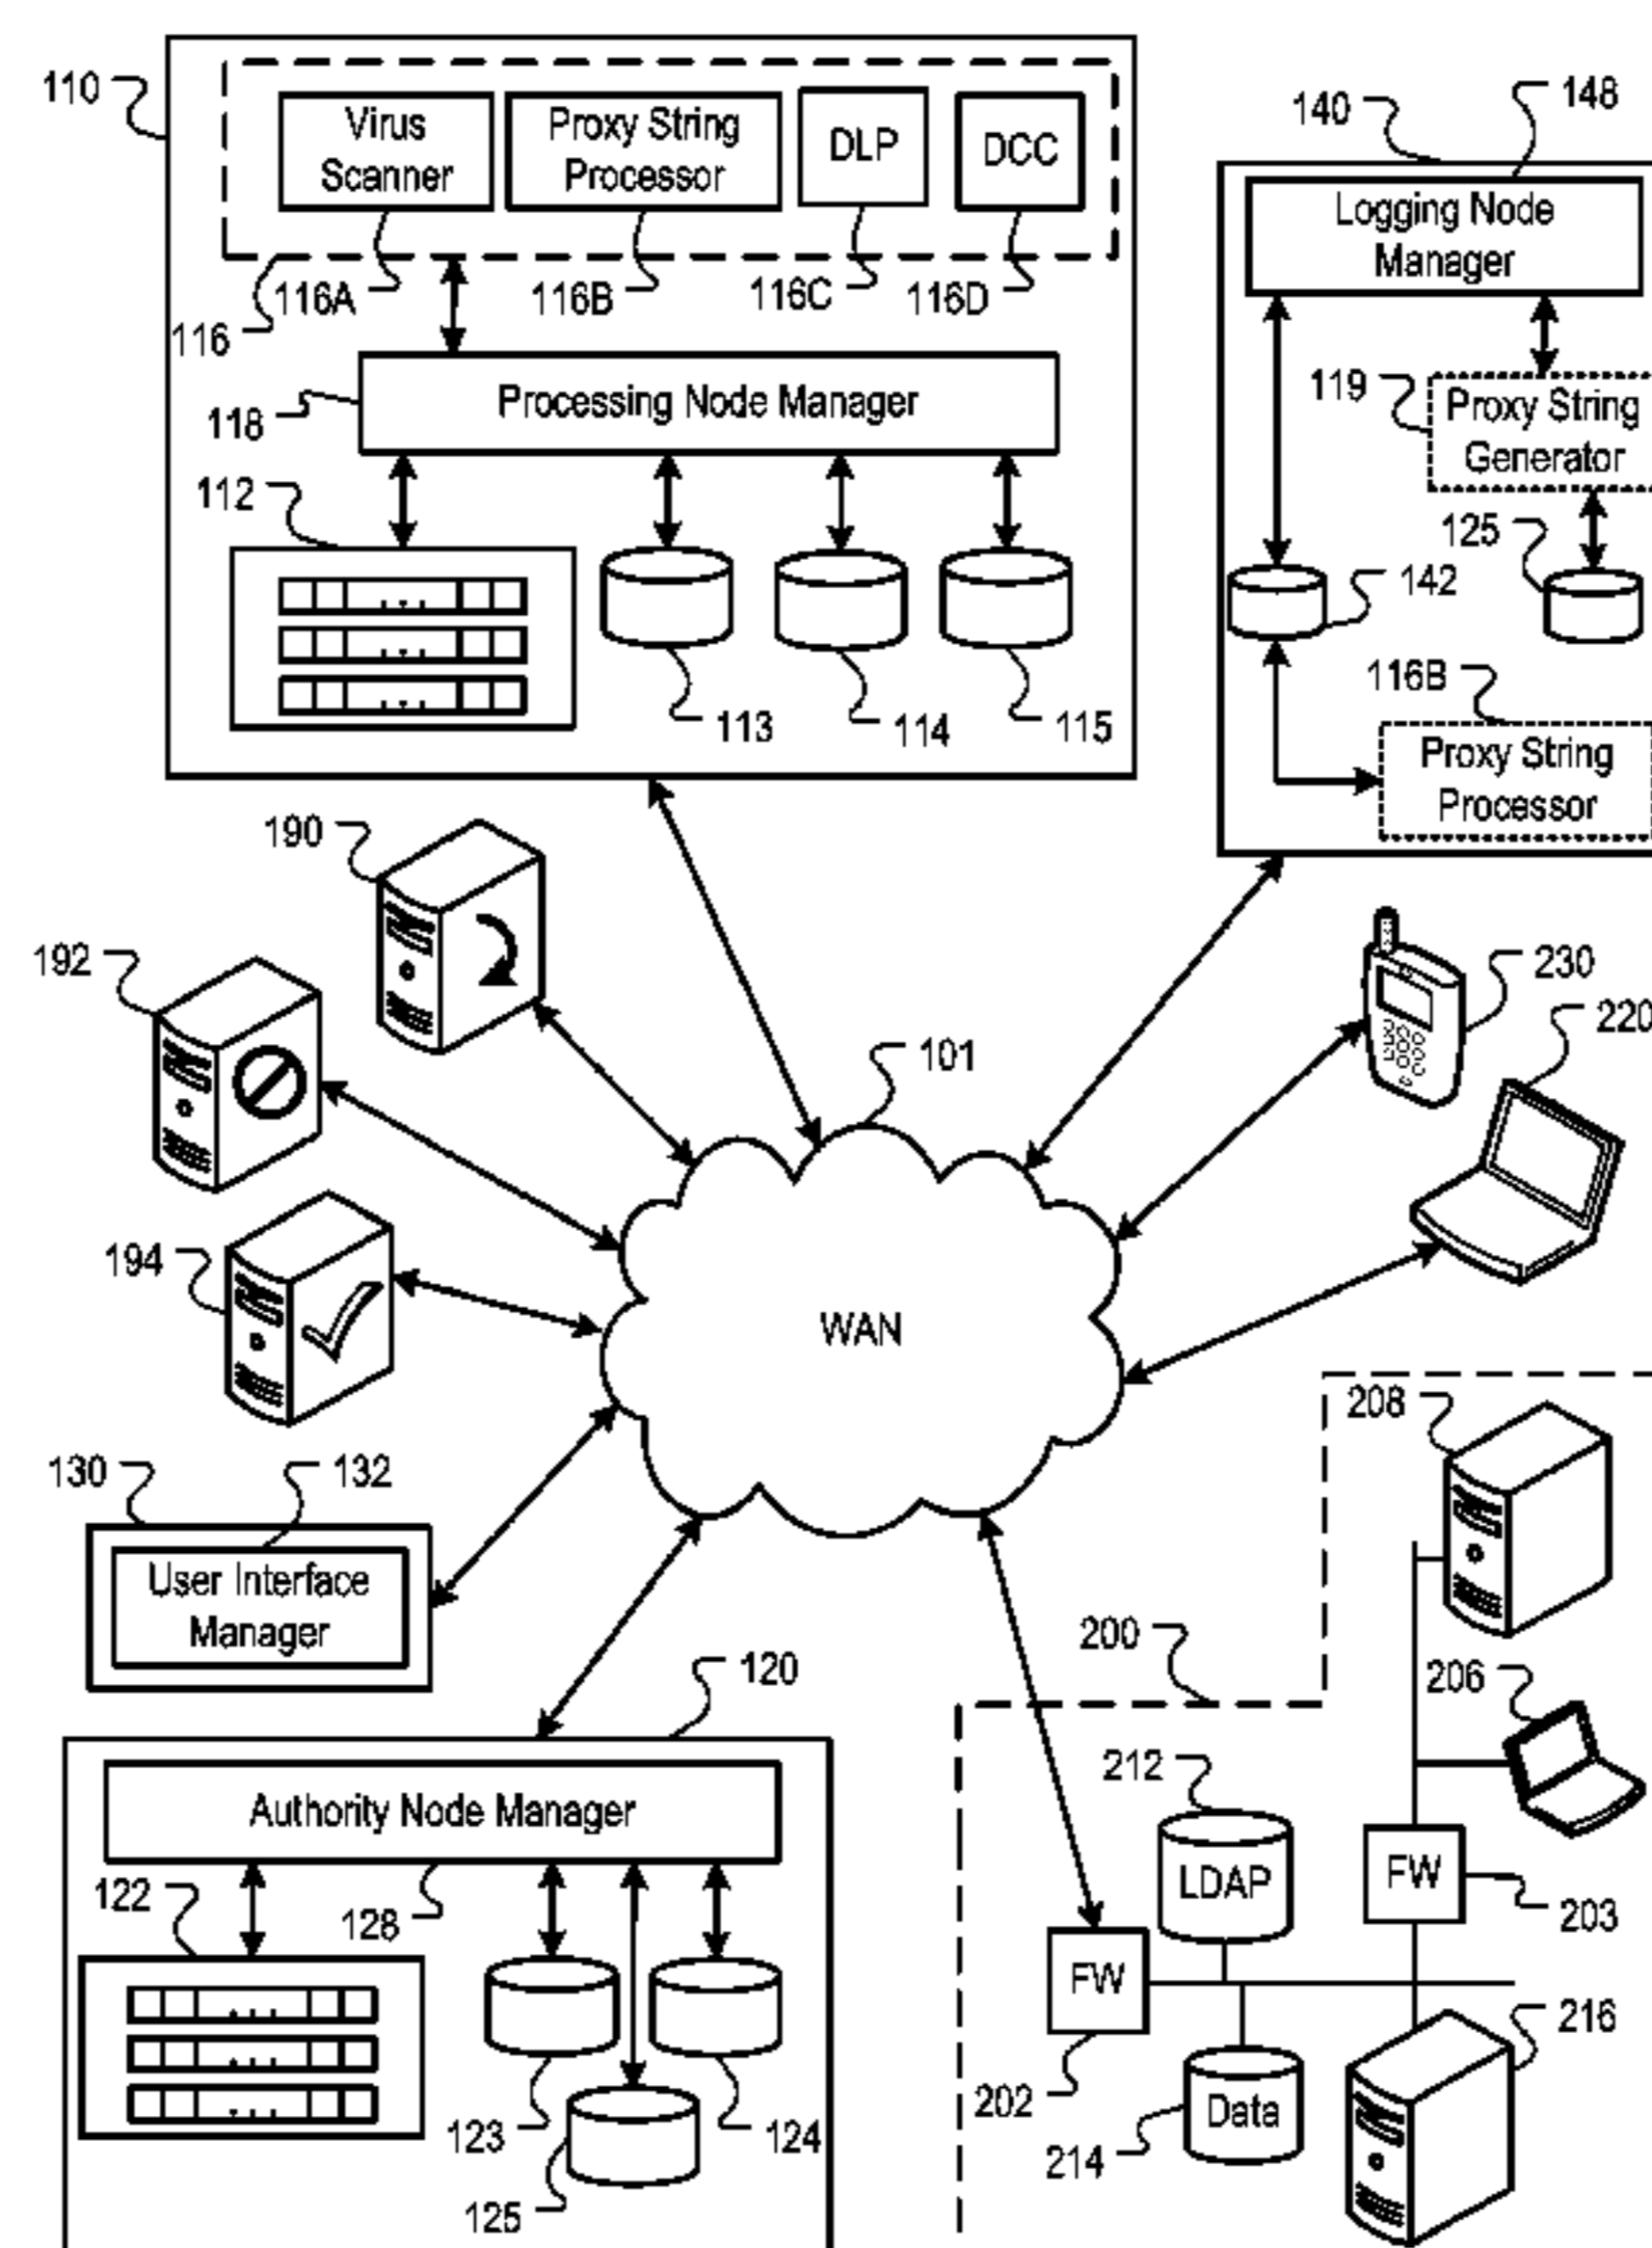 110
Virus
Scanner
Proxy String
Processor
DLP
DCC
116A
116B
116C
116D
116
118
Processing Node Manager
112
...
...
...
113
114
115
140
148
Logging Node
Manager
119
Proxy String
Generator
125
142
116B
Proxy String
Processor
190
192
194
101
WAN
230
220
130
132
User Interface
Manager
120
Authority Node Manager
122
128
...
...
...
123
124
125
200
208
206
212
LDAP
FW
203
FW
202
214
Data
216